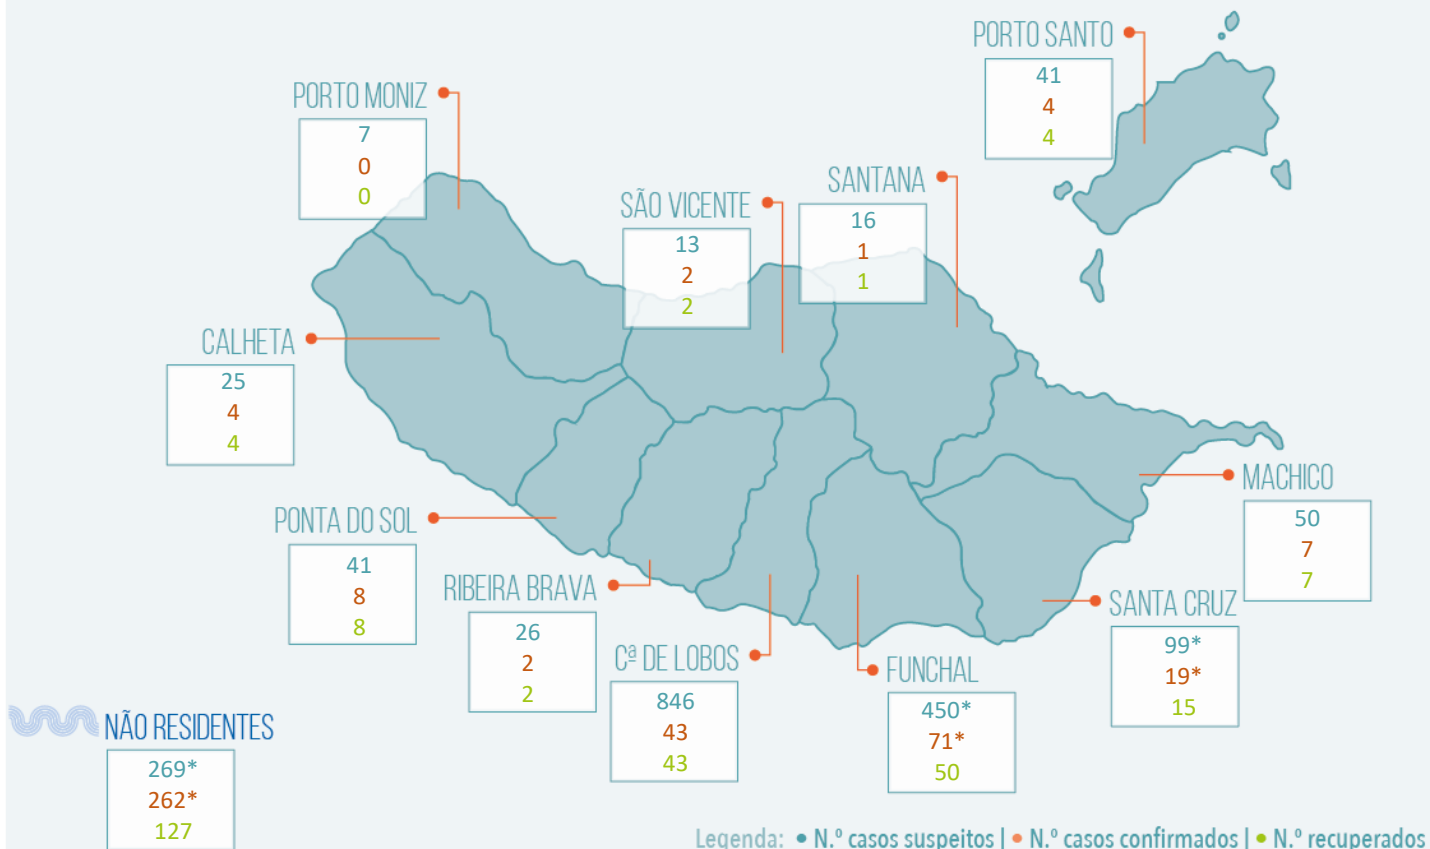 PORTO SANTO
41
4
4
PORTO MONIZ
7
0
0
SANTANA
16
1
1
SÃO VICENTE
13
2
2
CALHETA
25
4
4
MACHICO
50
7
7
PONTA DO SOL
41
8
8
RIBEIRA BRAVA
26
2
2
SANTA CRUZ
99*
19*
15
Cª DE LOBOS
846
43
43
FUNCHAL
450*
71*
50
NÃO RESIDENTES
269*
262*
127
Legenda: • N.º casos suspeitos | • N.º casos confirmados | • N.º recuperados